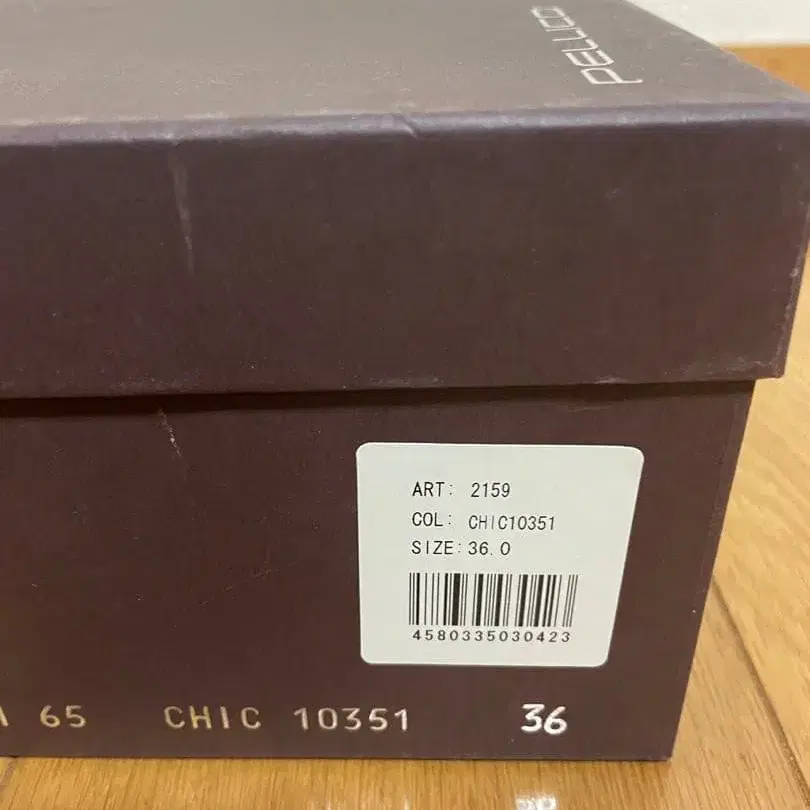 pellico
ART: 2159
COL: CHIC10351
SIZE: 36.0
4580335030423
65 CHIC 10351 36